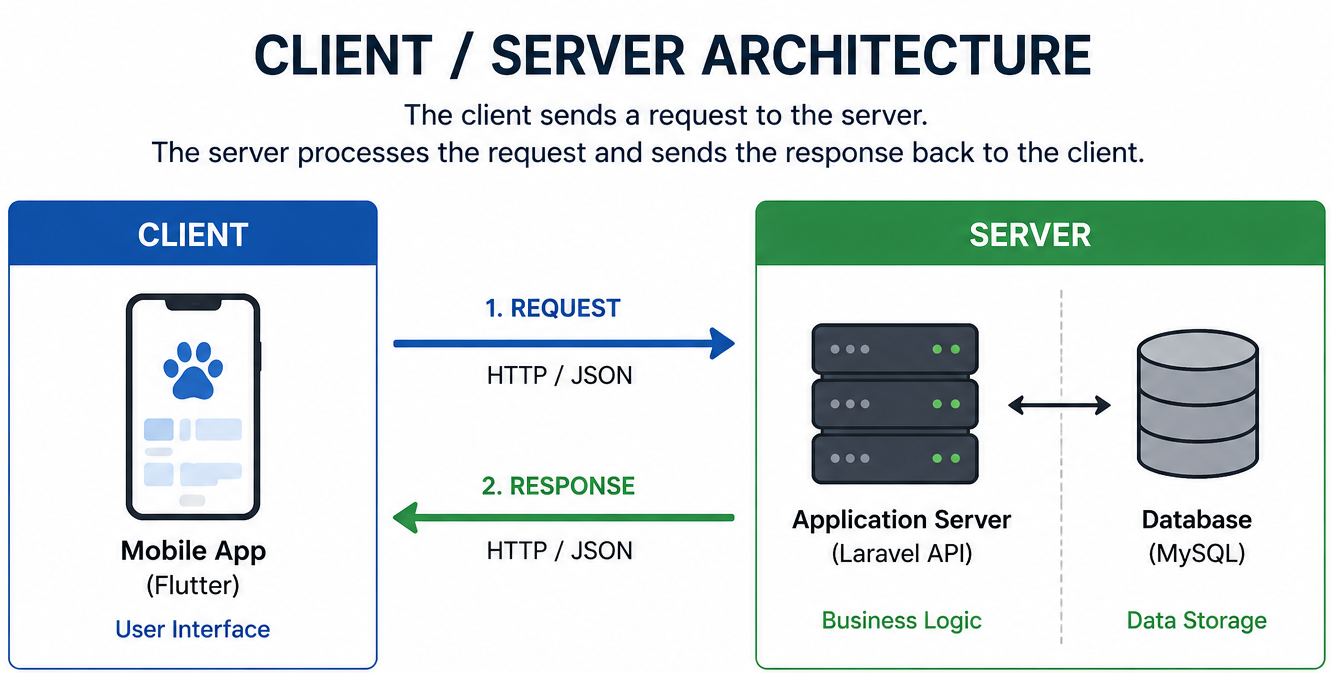 CLIENT / SERVER ARCHITECTURE
The client sends a request to the server.
The server processes the request and sends the response back to the client.
CLIENT
Mobile App
(Flutter)
User Interface
1. REQUEST
HTTP / JSON
2. RESPONSE
HTTP / JSON
SERVER
Application Server
(Laravel API)
Business Logic
Database
(MySQL)
Data Storage